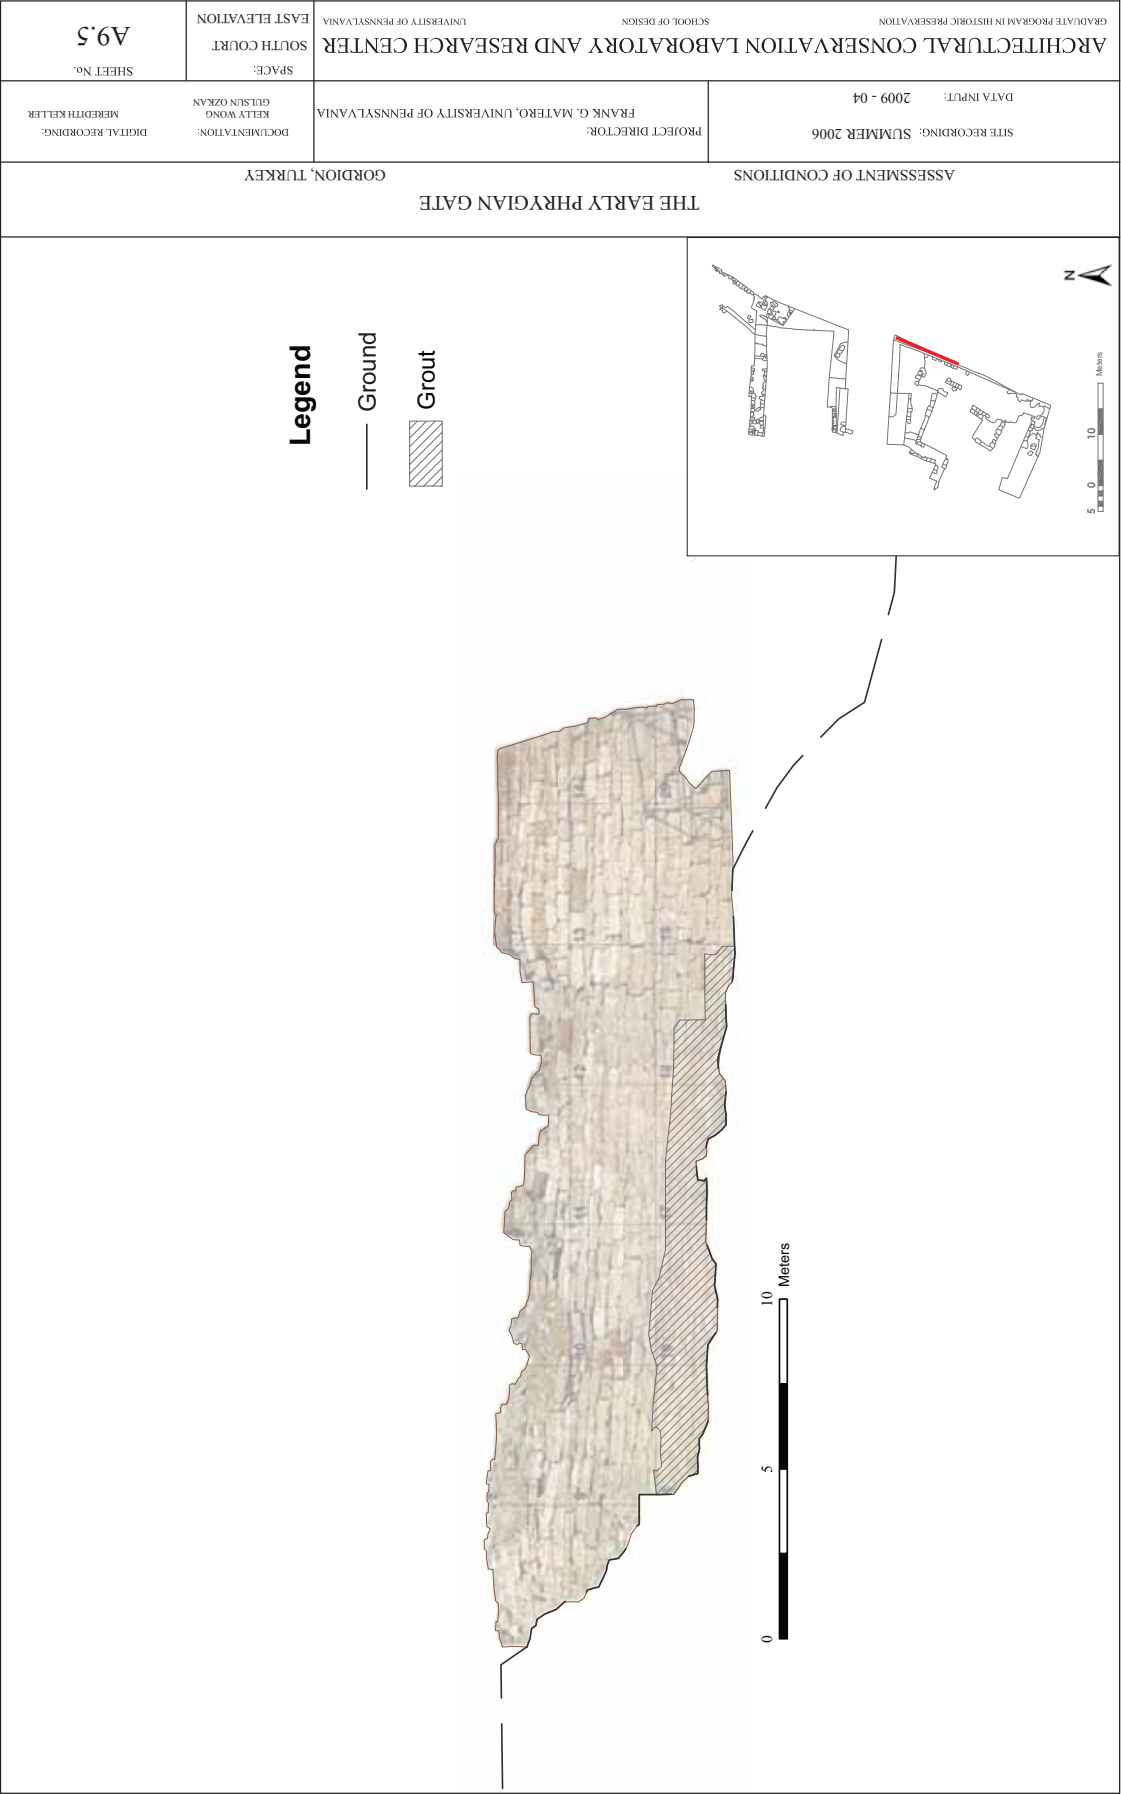 THE EARLY PHRYGIAN GATE
ASSESSMENT OF CONDITIONS
GORDION, TURKEY
SITE RECORDING: SUMMER 2006
DATA INPUT: 2009 - 04
PROJECT DIRECTOR:
FRANK G. MATERO, UNIVERSITY OF PENNSYLVANIA
DOCUMENTATION:
KELLY WONG
GULSUN OZKAN
DIGITAL RECORDING:
MEREDITH KELLER
ARCHITECTURAL CONSERVATION LABORATORY AND RESEARCH CENTER
GRADUATE PROGRAM IN HISTORIC PRESERVATION
SCHOOL OF DESIGN
UNIVERSITY OF PENNSYLVANIA
SPACE:
SOUTH COURT
EAST ELEVATION
SHEET No.
A9.5
Legend
Ground
Grout
N
5 0 10
Meters
0 5 10
Meters